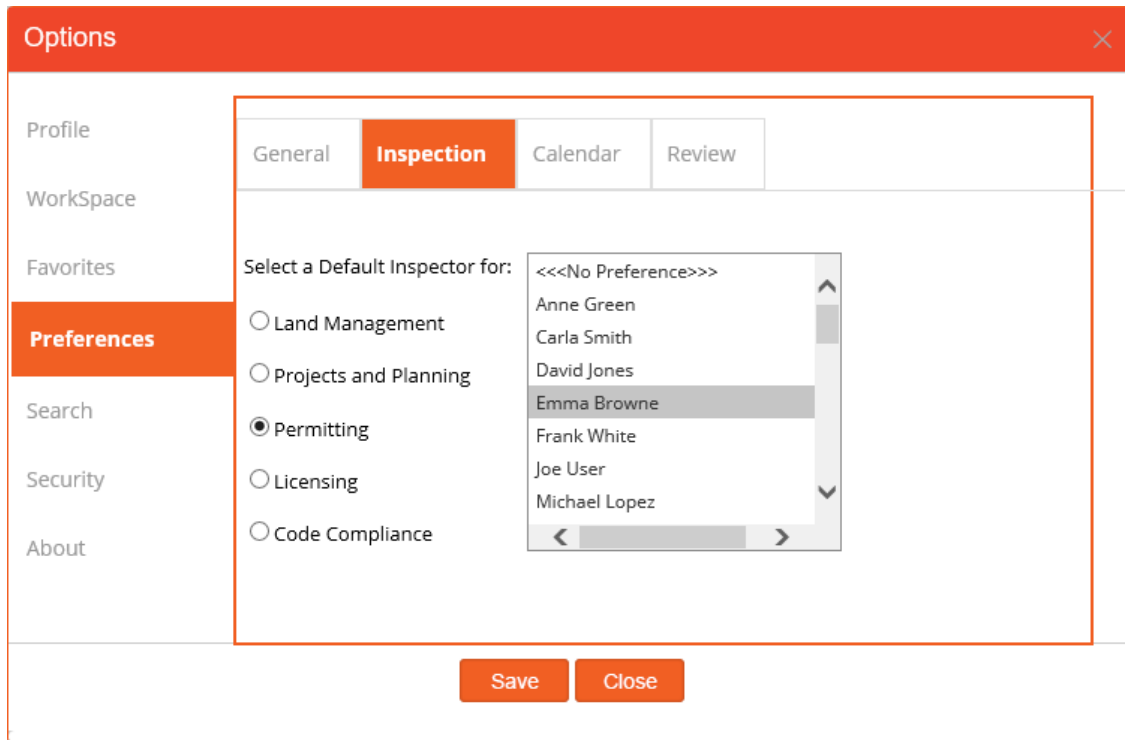 Options
Profile
WorkSpace
Favorites
Preferences
Search
Security
About
General Inspection Calendar Review
Select a Default Inspector for:
Land Management
Projects and Planning
Permitting
Licensing
Code Compliance
<<<No Preference>>>
Anne Green
Carla Smith
David Jones
Emma Browne
Frank White
Joe User
Michael Lopez
Save Close